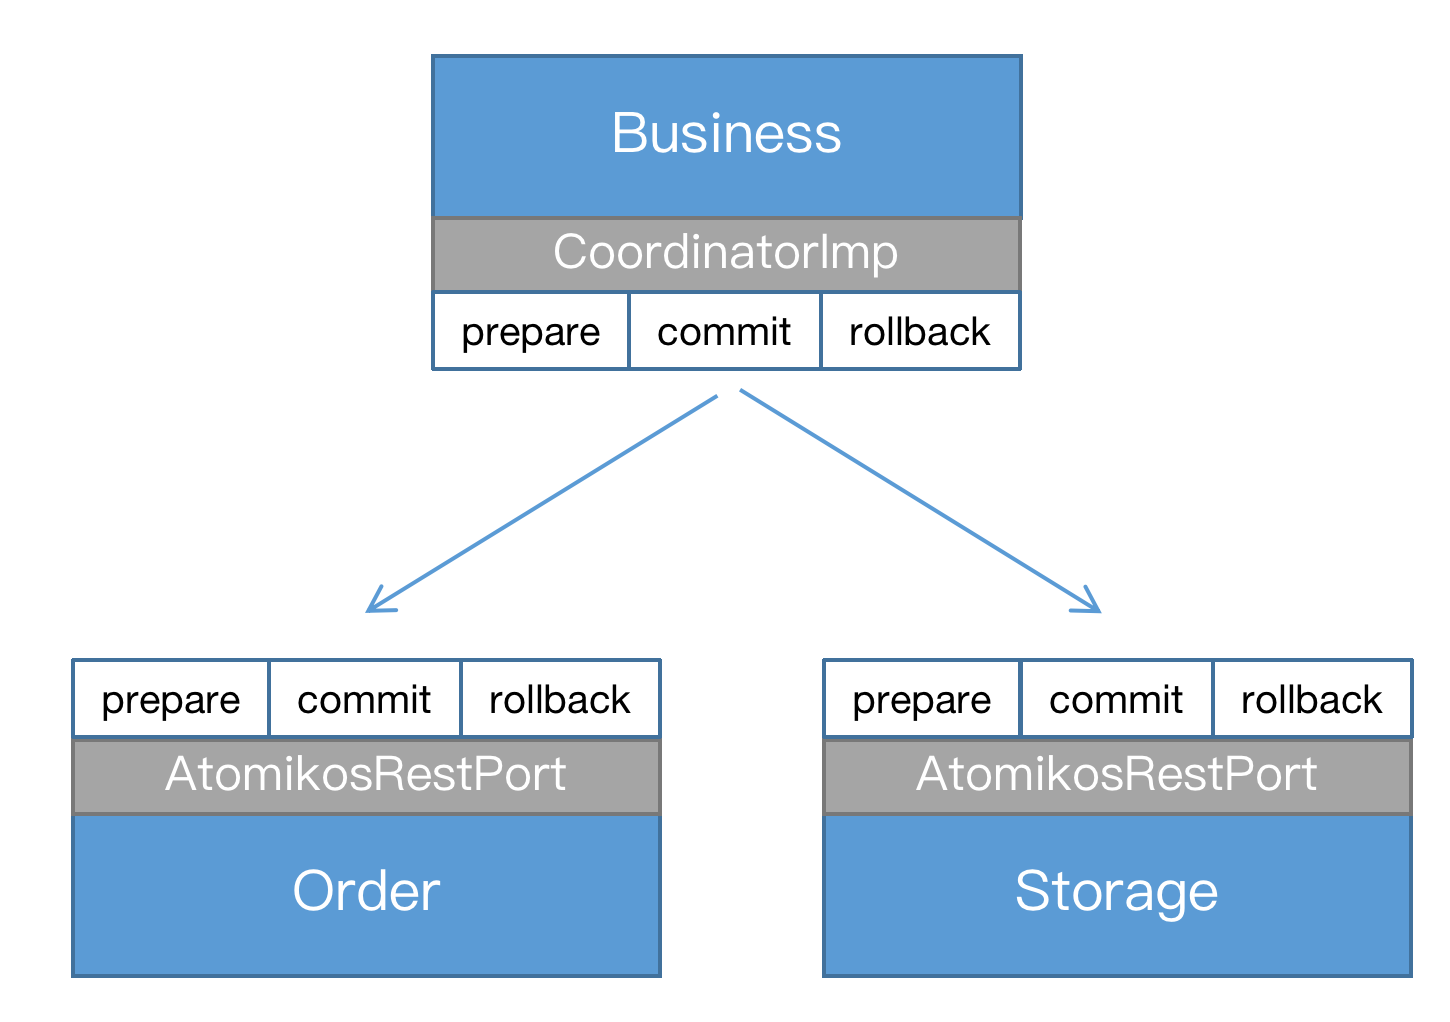 Business
CoordinatorImp
prepare commit rollback
prepare commit rollback
AtomikosRestPort
Order
prepare commit rollback
AtomikosRestPort
Storage